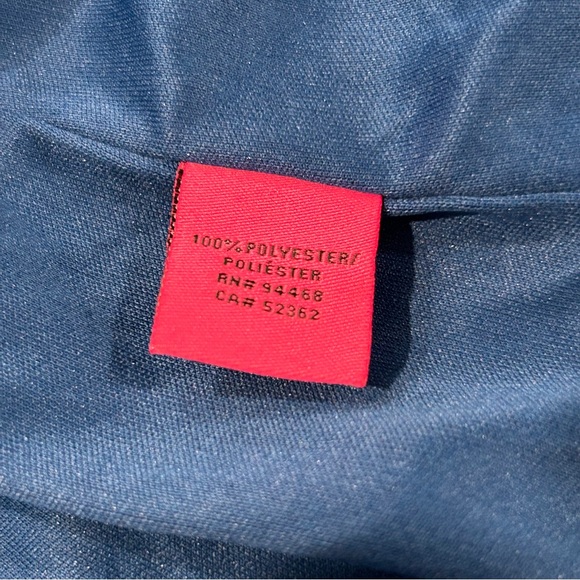 100% POLYESTER/
POLIÉSTER
RN# 94468
CA# 52362